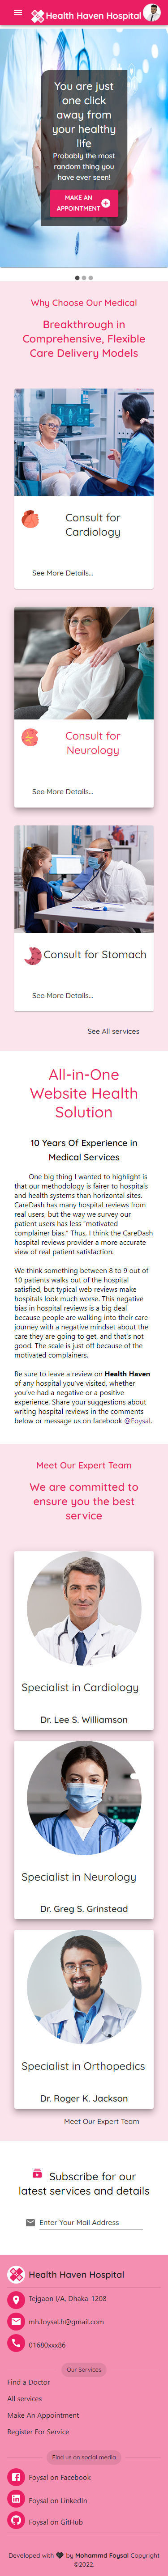 Health Haven Hospital
You are just
one click
away from
your healthy
life
Probably the most
random thing you
have ever seen!
MAKE AN
APPOINTMENT
Why Choose Our Medical
Breakthrough in
Comprehensive, Flexible
Care Delivery Models
Consult for
Cardiology
See More Details...
Consult for
Neurology
See More Details...
Consult for Stomach
See More Details...
See All services
All-in-One
Website Health
Solution
10 Years Of Experience in
Medical Services
One big thing I wanted to highlight is
that our methodology is fairer to hospitals
and health systems than horizontal sites.
CareDash has many hospital reviews from
real users, but the way we survey our
patient users has less "motivated
complainer bias." Thus, I think the CareDash
hospital reviews provider a more accurate
view of real patient satisfaction.
We think something between 8 to 9 out of
10 patients walk out of the hospital
satisfied, but typical web reviews make
hospitals look much worse. This negative
bias in hospital reviews is a big deal
because people are walking into their care
journey with a negative mindset about the
care they are going to get, and that's not
good. The scale is just off because of the
motivated complainers.
Be sure to leave a review on Health Haven
of any hospital you've visited, whether
you've had a negative or a positive
experience. Share your suggestions about
writing hospital reviews in the comments
below or message us on facebook @Foysal.
Meet Our Expert Team
We are committed to
ensure you the best
service
Specialist in Cardiology
Dr. Lee S. Williamson
Specialist in Neurology
Dr. Greg S. Grinstead
Specialist in Orthopedics
Dr. Roger K. Jackson
Meet Our Expert Team
Subscribe for our
latest services and details
Enter Your Mail Address
Health Haven Hospital
Tejgaon I/A, Dhaka-1208
mh.foysal.h@gmail.com
01680xxx86
Our Services
Find a Doctor
All services
Make An Appointment
Register For Service
Find us on social media
Foysal on Facebook
Foysal on LinkedIn
Foysal on GitHub
Developed with 🖤 by Mohammd Foysal Copyright
©2022.